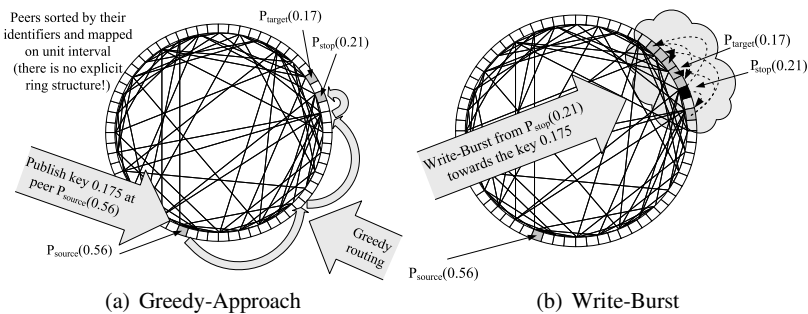 Peers sorted by their
identifiers and mapped
on unit interval
(there is no explicit
ring structure!)
P_target(0.17)
P_stop(0.21)
Publish key 0.175 at
peer P_source(0.56)
P_source(0.56)
Greedy
routing
(a) Greedy-Approach
P_target(0.17)
P_stop(0.21)
Write-Burst from P_stop(0.21)
towards the key 0.175
P_source(0.56)
(b) Write-Burst